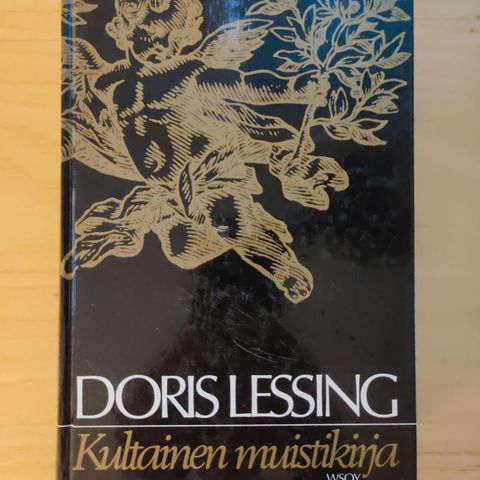 DORIS LESSING
Kultainen muistikirja
WSOY